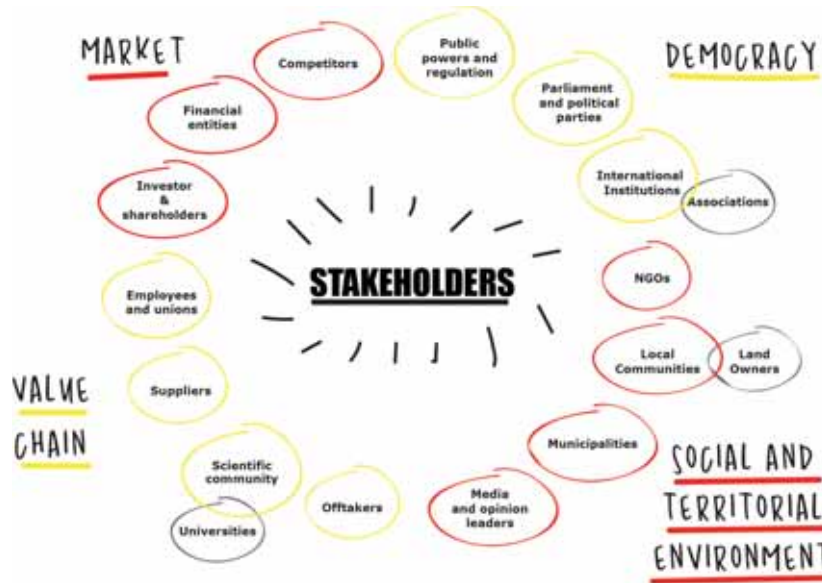 MARKET
DEMOCRACY
Competitors
Public
powers and
regulation
Parliament
and political
parties
Financial
entities
International
Institutions
Associations
Investor
&
shareholders
STAKEHOLDERS
NGOs
Employees
and unions
Local
Communities
Land
Owners
Suppliers
VALUE
CHAIN
Municipalities
SOCIAL AND
TERRITORIAL
ENVIRONMENT
Scientific
community
Universities
Offtakers
Media
and opinion
leaders